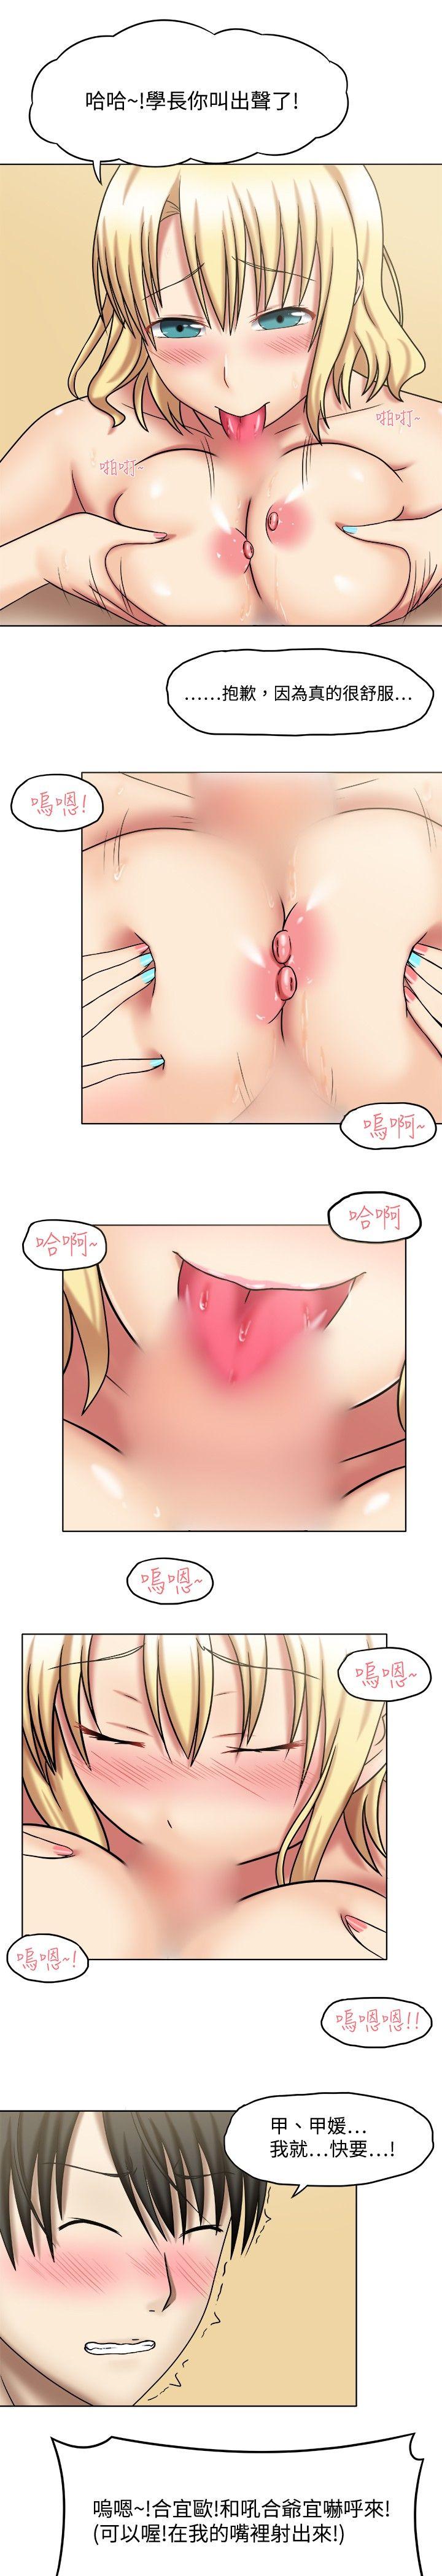 哈哈~!學長你叫出聲了!
啪啪~
啪啪~
......抱歉，因為真的很舒服...
嗚嗯!
嗚啊~
哈啊
哈啊~
嗚嗯~
嗚嗯~
嗚嗯~!
嗚嗯嗯!!
甲、甲媛...
我就...快要...!
嗚嗯~!合宜歐!和吼合爺宜嚇呼來!
(可以喔!在我的嘴裡射出來!)